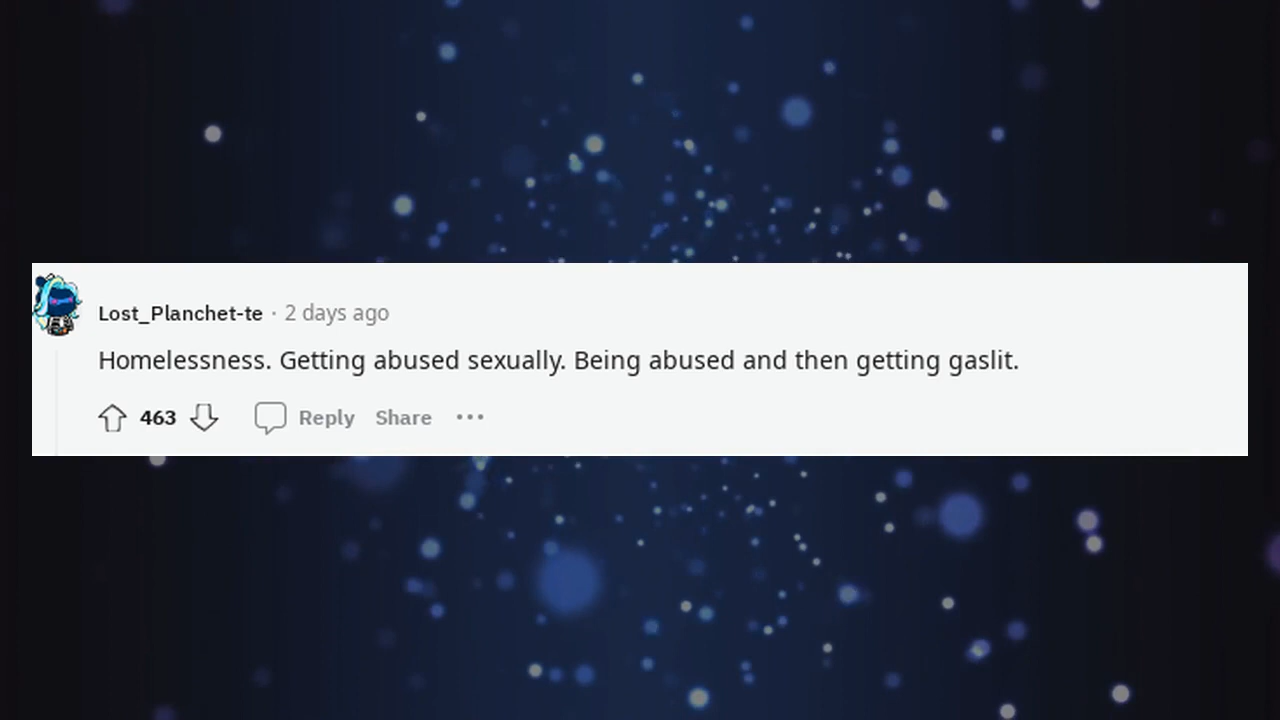 Lost_Planchet-te · 2 days ago
Homelessness. Getting abused sexually. Being abused and then getting gaslit.
463 Reply Share •••